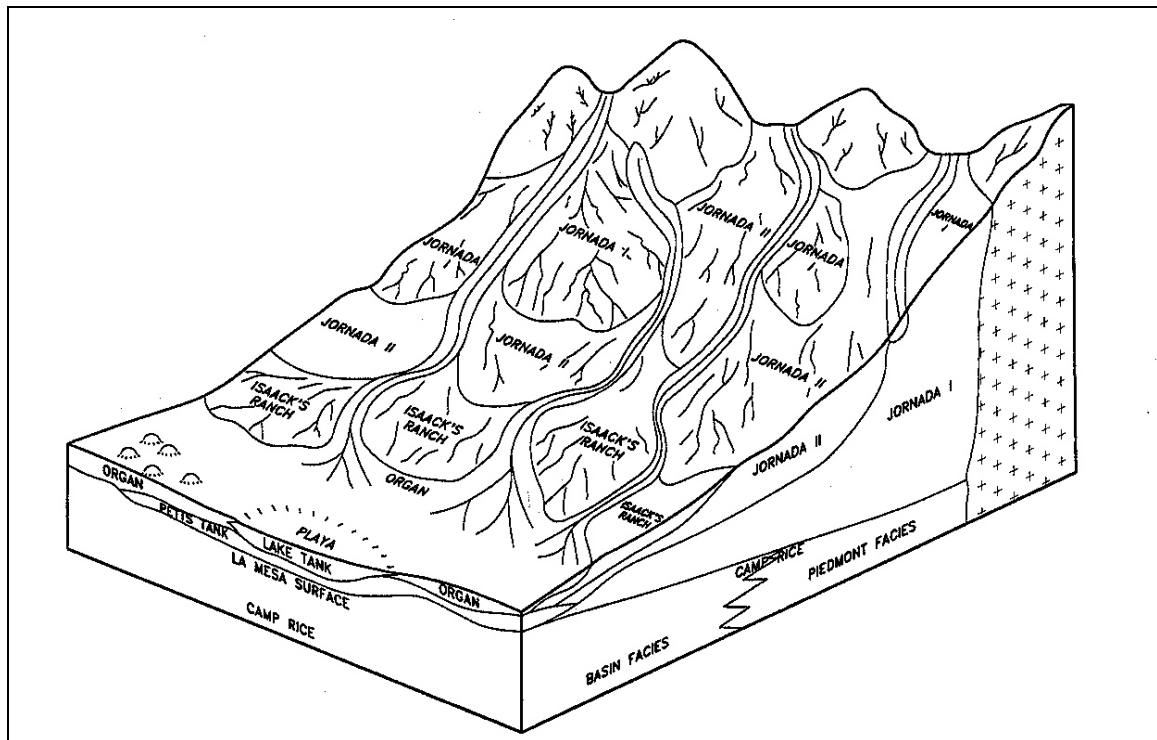 JORNADA II
JORNADA
I
JORNADA I
JORNADA
I
JORNADA
I
JORNADA II
JORNADA II
JORNADA II
JORNADA I
ISAACK'S
RANCH
ISAACK'S
RANCH
ISAACK'S
RANCH
JORNADA II
ORGAN
ISAACK'S
RANCH
ORGAN
PETTS TANK
PLAYA
LAKE TANK
LA MESA SURFACE
ORGAN
CAMP RICE
CAMP RICE
PIEDMONT FACIES
BASIN FACIES